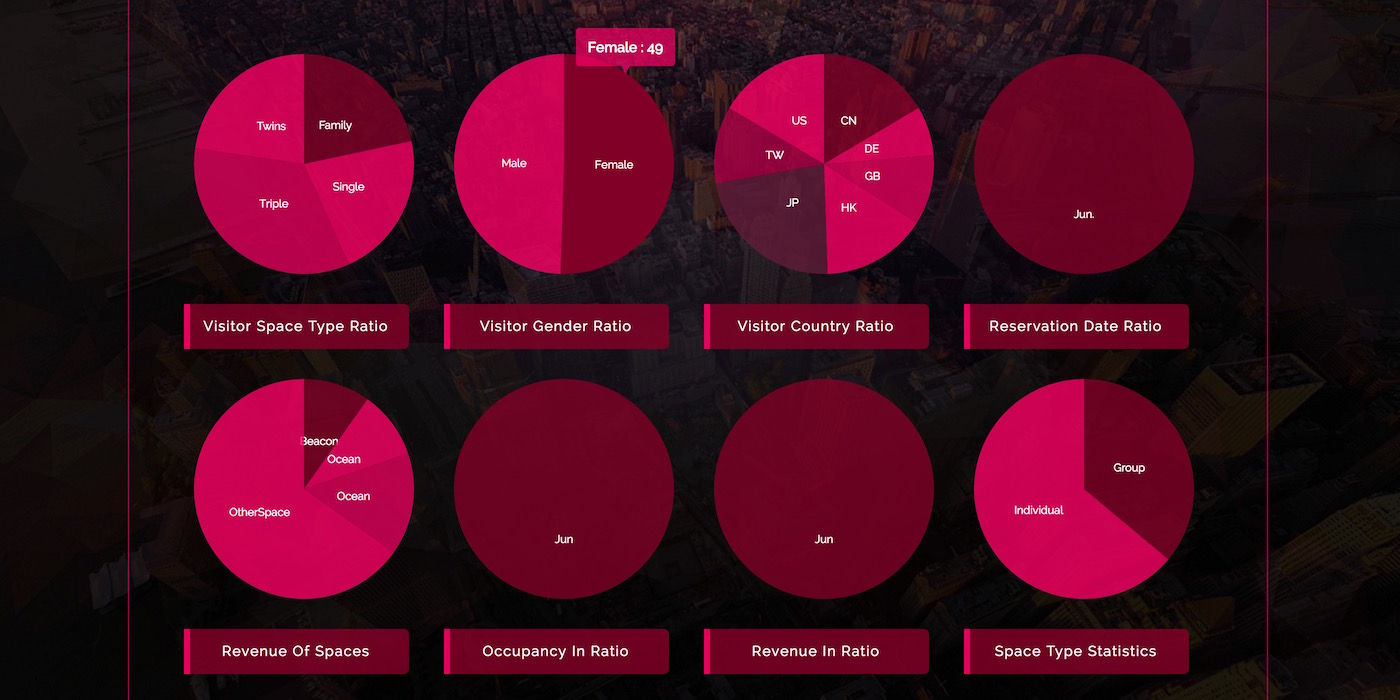 Female : 49
Twins
Family
Single
Triple
Male
Female
US
CN
DE
TW
GB
JP
HK
Jun.
Visitor Space Type Ratio
Visitor Gender Ratio
Visitor Country Ratio
Reservation Date Ratio
Beacon
Ocean
Ocean
OtherSpace
Jun
Jun
Group
Individual
Revenue Of Spaces
Occupancy In Ratio
Revenue In Ratio
Space Type Statistics